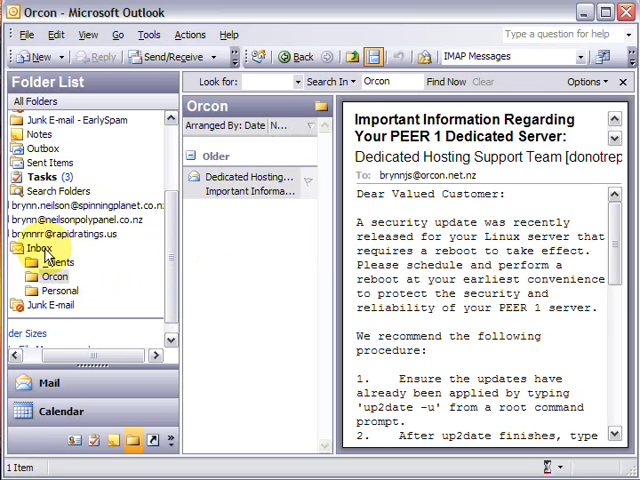 Orcon - Microsoft Outlook
File Edit View Go Tools Actions Help
Type a question for help
New Send/Receive Back IMAP Messages
Folder List
Look for: Search In Orcon Find Now Clear Options
All Folders
Junk E-mail - EarlySpam
Notes
Outbox
Sent Items
Tasks (3)
Search Folders
brynn.neilson@spinningplanet.co.nz
brynn@neilsonpolypanel.co.nz
brynnrr@rapidratings.us
Inbox
Orcon
Personal
Junk E-mail
der Sizes
Mail
Calendar
1 Item
Orcon
Arranged By: Date N...
Older
Dedicated Hosting...
Important Informa...
Important Information Regarding
Your PEER 1 Dedicated Server:
Dedicated Hosting Support Team [donotrep
To: brynnjs@orcon.net.nz
Dear Valued Customer:
A security update was recently
released for your Linux server that
requires a reboot to take effect.
Please schedule and perform a
reboot at your earliest convenience
to protect the security and
reliability of your PEER 1 server.
We recommend the following
procedure:
1. Ensure the updates have
already been applied by typing
'up2date -u' from a root command
prompt.
2. After up2date finishes, type